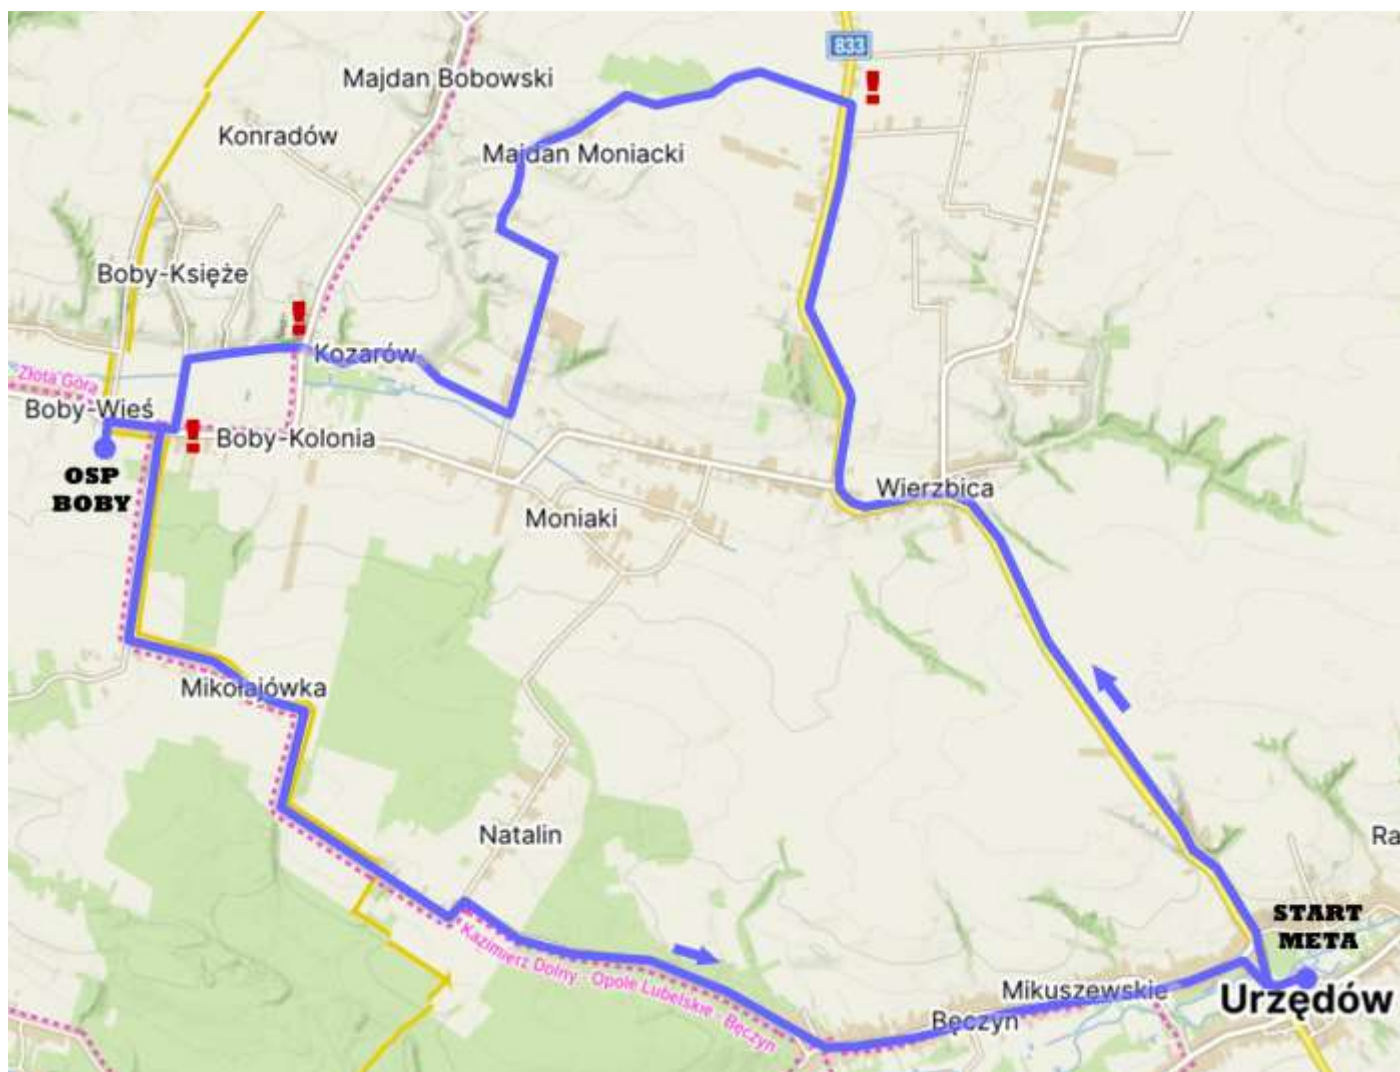 833
Majdan Bobowski
Konradów
Majdan Moniacki
Boby-Księże
Kozarów
Złota Góra
Boby-Wieś
Boby-Kolonia
OSP
BOBY
Wierzbica
Moniaki
Mikołajówka
Natalin
Ra
START
META
Kazimierz Dolny - Opole Lubelskie - Bęczyn
Mikuszewskie
Urzędów
Bęczyn